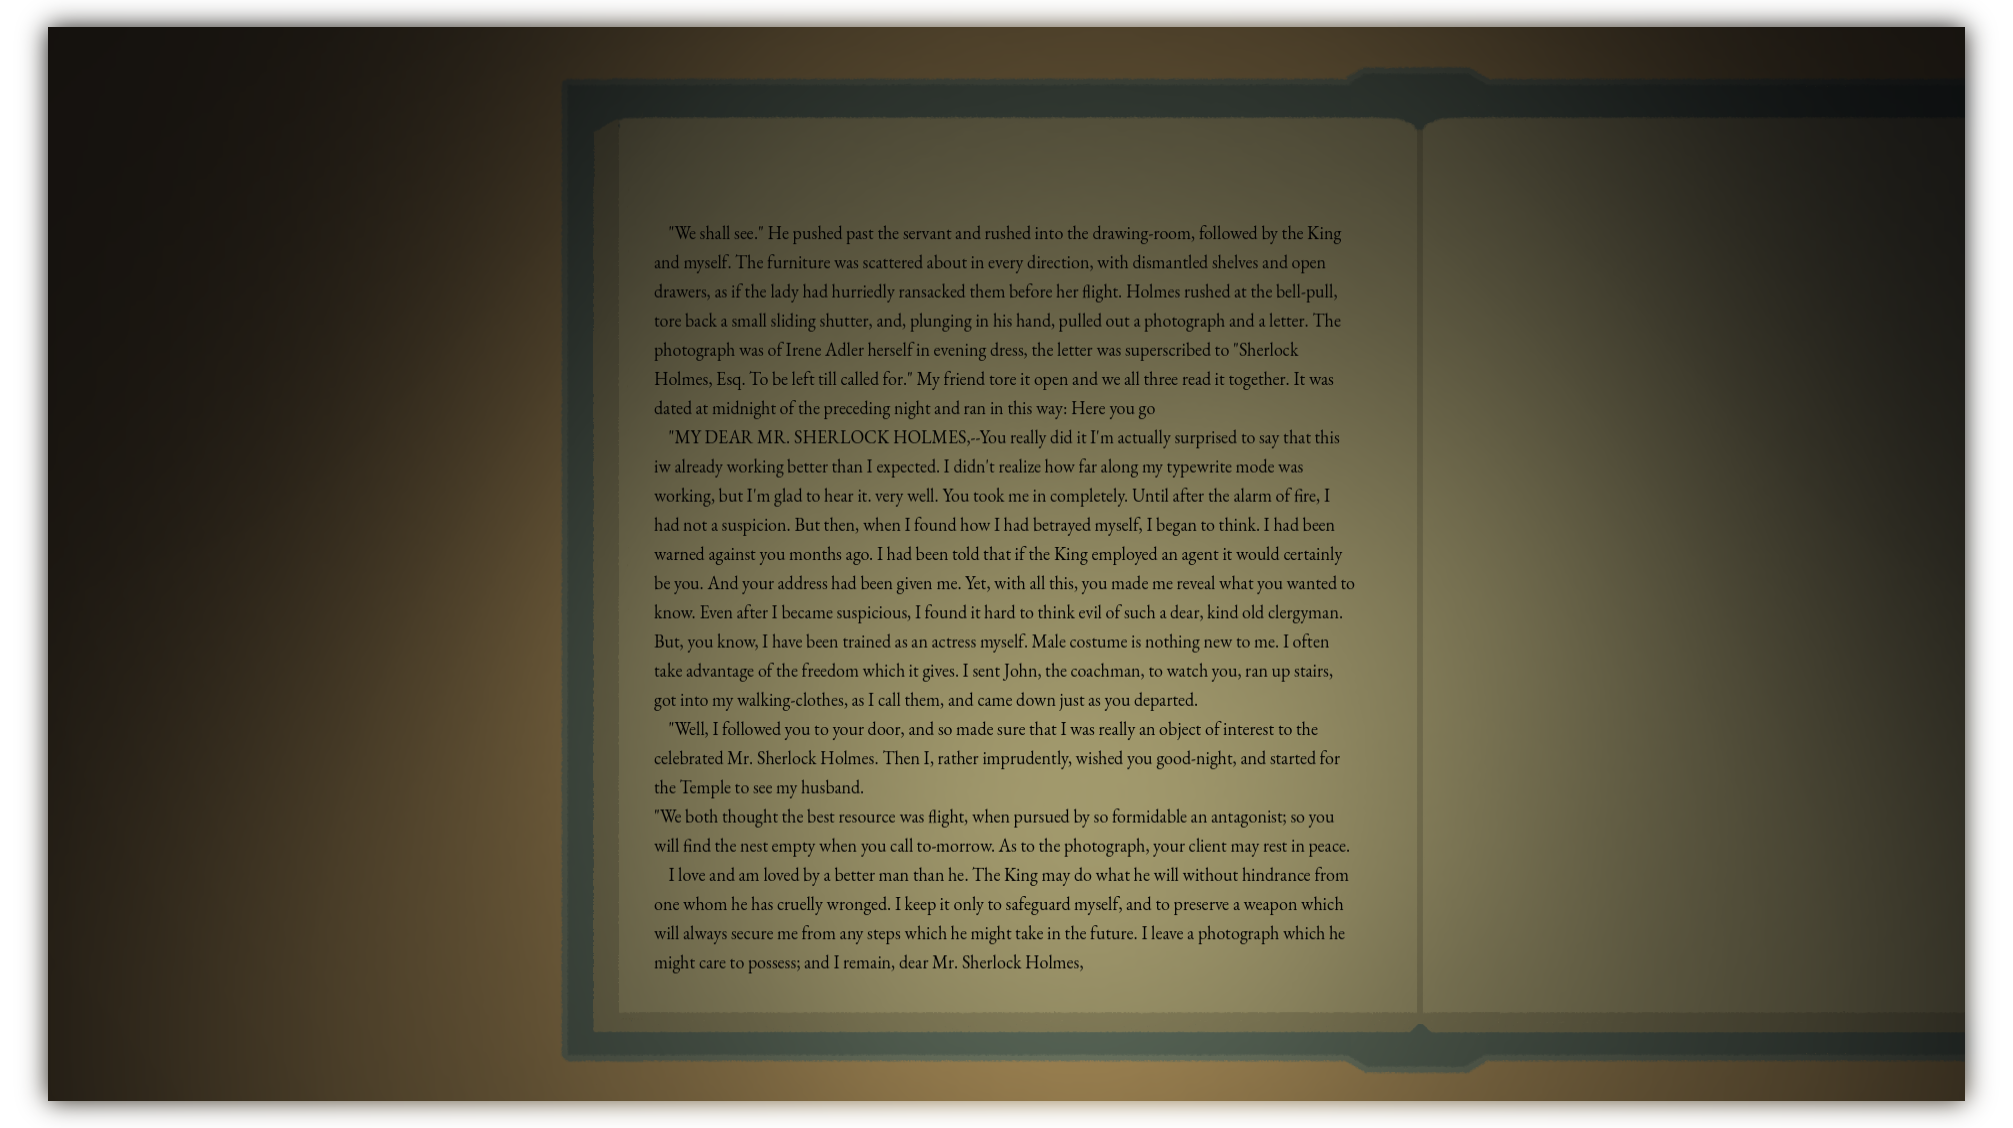 "We shall see." He pushed past the servant and rushed into the drawing-room, followed by the King
and myself. The furniture was scattered about in every direction, with dismantled shelves and open
drawers, as if the lady had hurriedly ransacked them before her flight. Holmes rushed at the bell-pull,
tore back a small sliding shutter, and, plunging in his hand, pulled out a photograph and a letter. The
photograph was of Irene Adler herself in evening dress, the letter was superscribed to "Sherlock
Holmes, Esq. To be left till called for." My friend tore it open and we all three read it together. It was
dated at midnight of the preceding night and ran in this way: Here you go
"MY DEAR MR. SHERLOCK HOLMES,--You really did it I'm actually surprised to say that this
iw already working better than I expected. I didn't realize how far along my typewrite mode was
working, but I'm glad to hear it. very well. You took me in completely. Until after the alarm of fire, I
had not a suspicion. But then, when I found how I had betrayed myself, I began to think. I had been
warned against you months ago. I had been told that if the King employed an agent it would certainly
be you. And your address had been given me. Yet, with all this, you made me reveal what you wanted to
know. Even after I became suspicious, I found it hard to think evil of such a dear, kind old clergyman.
But, you know, I have been trained as an actress myself. Male costume is nothing new to me. I often
take advantage of the freedom which it gives. I sent John, the coachman, to watch you, ran up stairs,
got into my walking-clothes, as I call them, and came down just as you departed.
"Well, I followed you to your door, and so made sure that I was really an object of interest to the
celebrated Mr. Sherlock Holmes. Then I, rather imprudently, wished you good-night, and started for
the Temple to see my husband.
"We both thought the best resource was flight, when pursued by so formidable an antagonist; so you
will find the nest empty when you call to-morrow. As to the photograph, your client may rest in peace.
I love and am loved by a better man than he. The King may do what he will without hindrance from
one whom he has cruelly wronged. I keep it only to safeguard myself, and to preserve a weapon which
will always secure me from any steps which he might take in the future. I leave a photograph which he
might care to possess; and I remain, dear Mr. Sherlock Holmes,